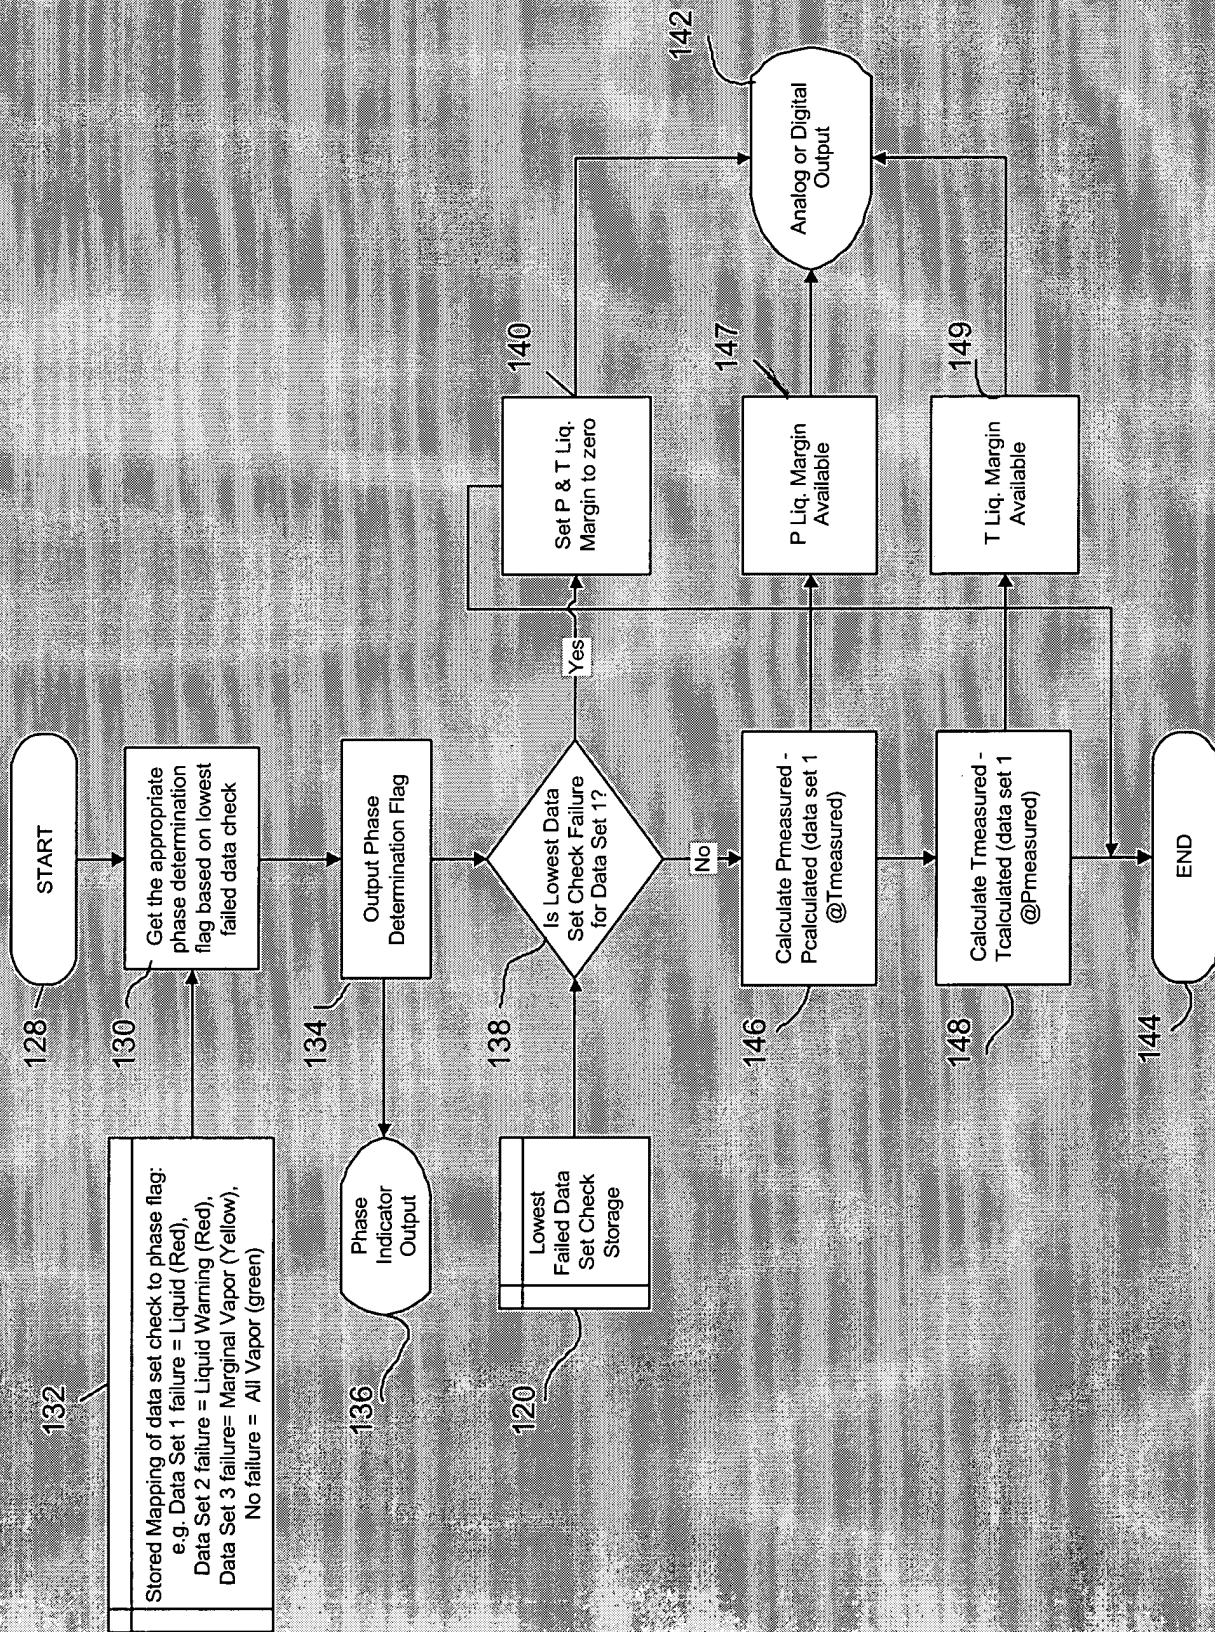 START
128
Get the appropriate
phase determination
flag based on lowest
failed data check
130
Stored Mapping of data set check to phase flag:
e.g. Data Set 1 failure = Liquid (Red),
Data Set 2 failure = Liquid Warning (Red),
Data Set 3 failure= Marginal Vapor (Yellow),
No failure = All Vapor (green)
132
Output Phase
Determination Flag
134
Phase
Indicator
Output
136
Is Lowest Data
Set Check Failure
for Data Set 1?
138
Lowest
Failed Data
Set Check
Storage
120
Yes
Set P & T Liq.
Margin to zero
140
Analog or Digital
Output
142
No
Calculate Pmeasured -
Pcalculated (data set 1
@Tmeasured)
146
P Liq. Margin
Available
147
Calculate Tmeasured -
Tcalculated (data set 1
@Pmeasured)
148
T Liq. Margin
Available
149
END
144